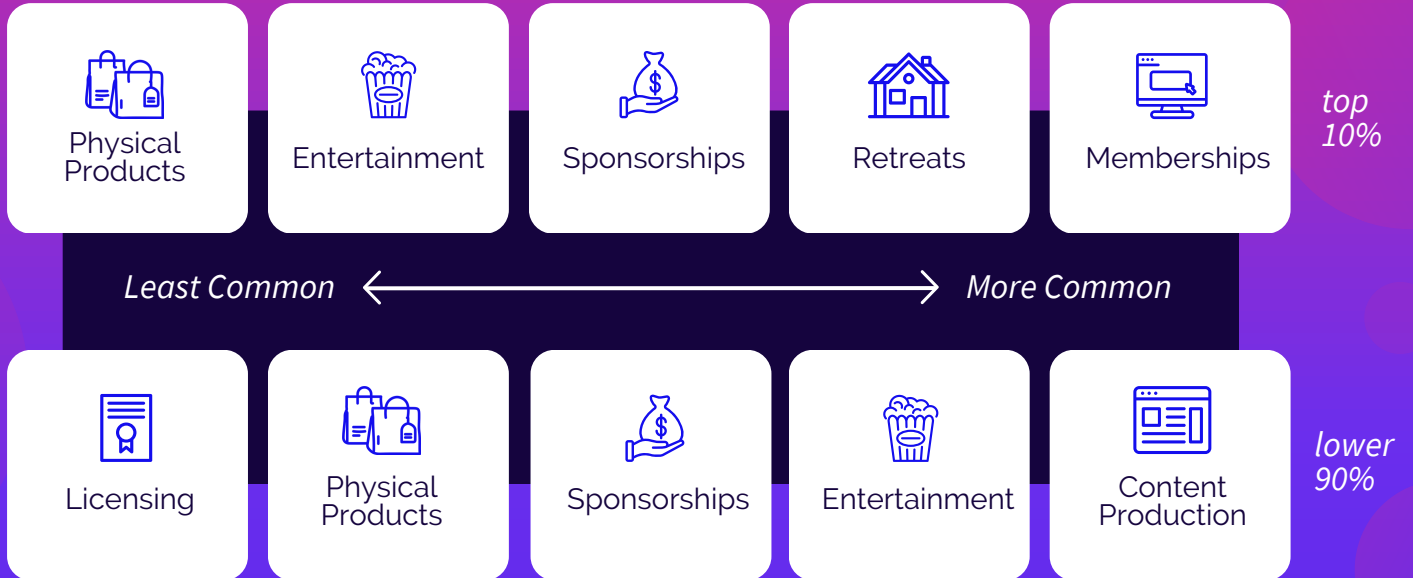 Physical
Products
Entertainment
Sponsorships
Retreats
Memberships
top
10%
Least Common
More Common
Licensing
Physical
Products
Sponsorships
Entertainment
Content
Production
lower
90%